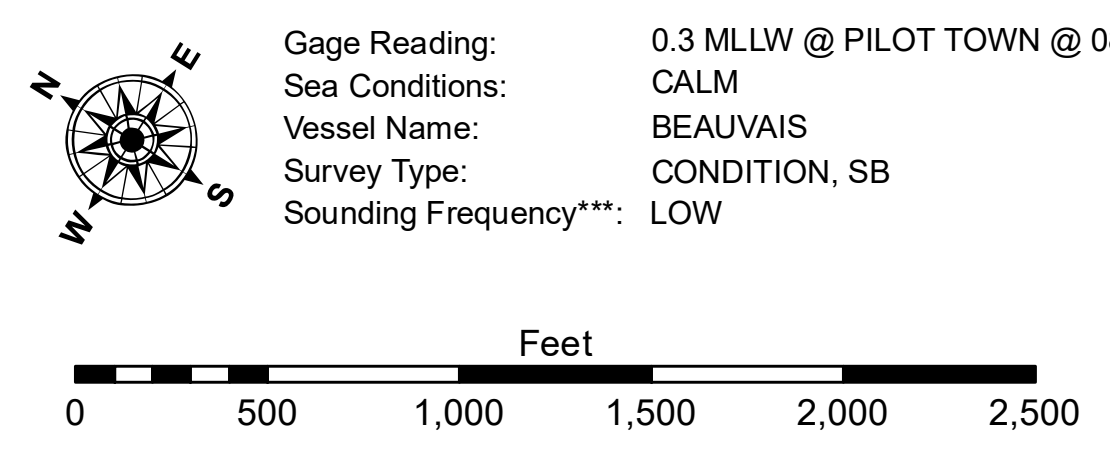 N
E
S
W
Gage Reading: 0.3 MLLW @ PILOT TOWN @
Sea Conditions: CALM
Vessel Name: BEAUVAIS
Survey Type: CONDITION, SB
Sounding Frequency***: LOW
Feet
0 500 1,000 1,500 2,000 2,500